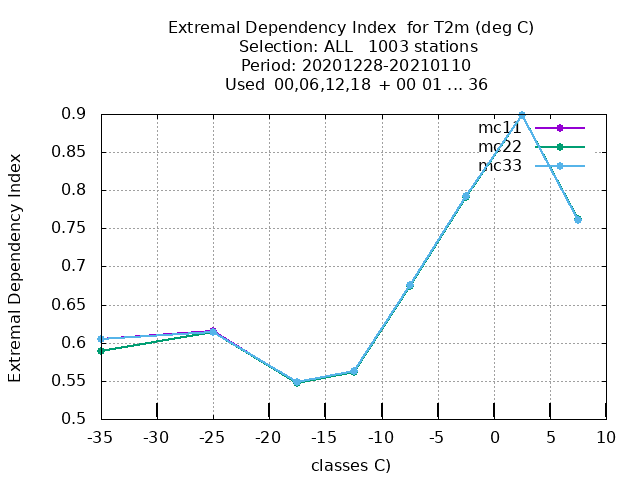 Extremal Dependency Index  for T2m (deg C)
Selection: ALL   1003 stations
Period: 20201228-20210110
Used  00,06,12,18  + 00 01 ... 36
Extremal Dependency Index
0.9
0.85
0.8
0.75
0.7
0.65
0.6
0.55
0.5
mc11
mc22
mc33
-35 -30 -25 -20 -15 -10 -5 0 5 10
classes C)